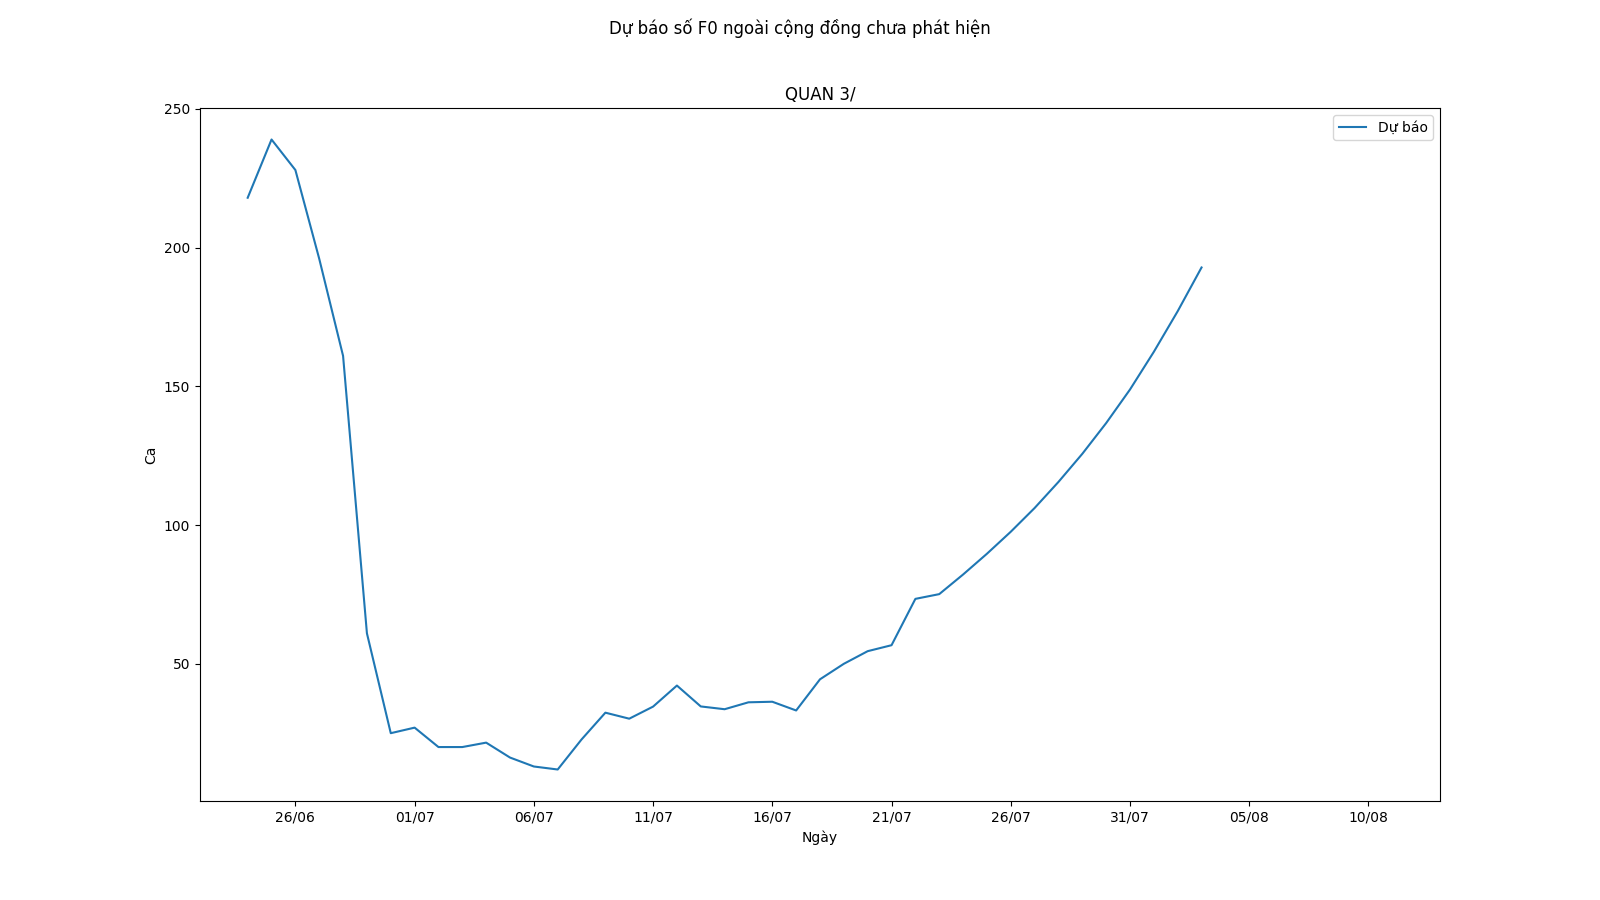 Dự báo số F0 ngoài cộng đồng chưa phát hiện
QUAN 3/
Dự báo
250
200
150
100
50
Ca
26/06 01/07 06/07 11/07 16/07 21/07 26/07 31/07 05/08 10/08
Ngày